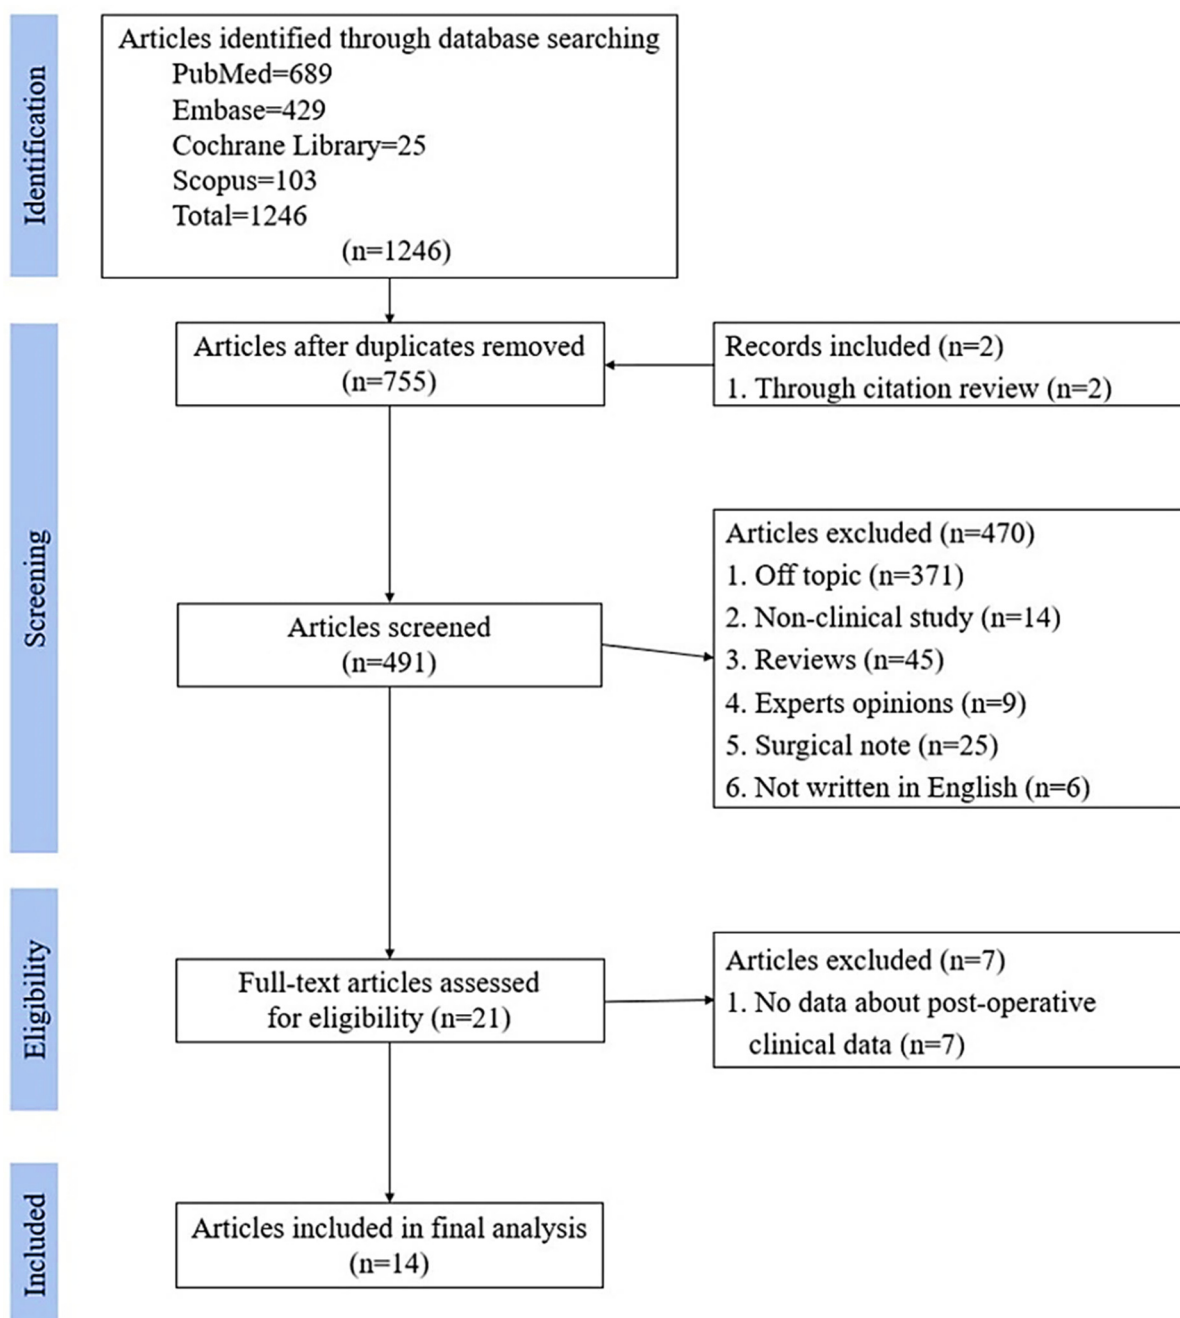 Identification
Articles identified through database searching
PubMed=689
Embase=429
Cochrane Library=25
Scopus=103
Total=1246
(n=1246)
Screening
Articles after duplicates removed
(n=755)
Records included (n=2)
1. Through citation review (n=2)
Articles screened
(n=491)
Articles excluded (n=470)
1. Off topic (n=371)
2. Non-clinical study (n=14)
3. Reviews (n=45)
4. Experts opinions (n=9)
5. Surgical note (n=25)
6. Not written in English (n=6)
Eligibility
Full-text articles assessed
for eligibility (n=21)
Articles excluded (n=7)
1. No data about post-operative
clinical data (n=7)
Included
Articles included in final analysis
(n=14)